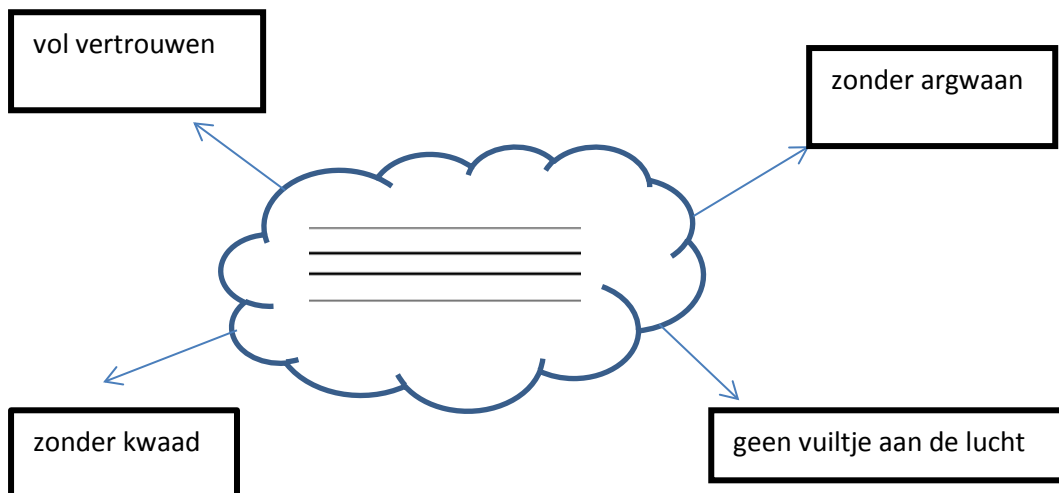 vol vertrouwen
zonder argwaan
zonder kwaad
geen vuiltje aan de lucht